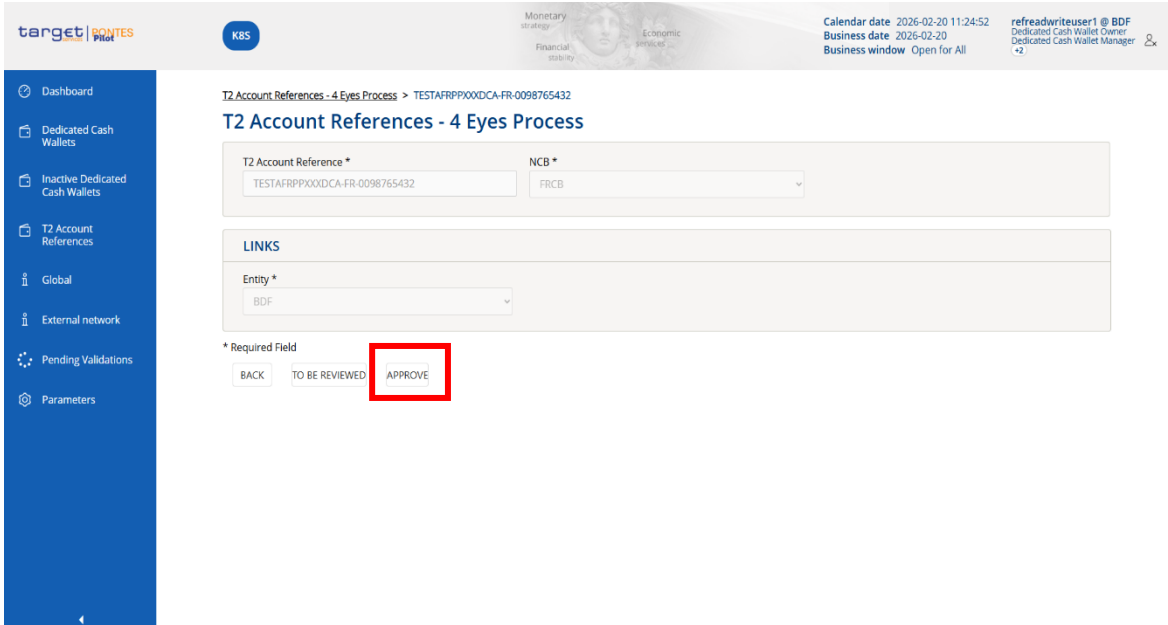 target | PONTES
Pilot
K8S
Monetary
strategy
Economic
services
Financial
stability
Calendar date 2026-02-20 11:24:52
Business date 2026-02-20
Business window Open for All
refreadwriteuser1 @ BDF
Dedicated Cash Wallet Owner
Dedicated Cash Wallet Manager
+2
Dashboard
Dedicated Cash
Wallets
Inactive Dedicated
Cash Wallets
T2 Account
References
Global
External network
Pending Validations
Parameters
T2 Account References - 4 Eyes Process > TESTAFRPPXXXDCA-FR-0098765432
T2 Account References - 4 Eyes Process
T2 Account Reference *
NCB *
TESTAFRPPXXXDCA-FR-0098765432
FRCB
LINKS
Entity *
BDF
* Required Field
BACK
TO BE REVIEWED
APPROVE